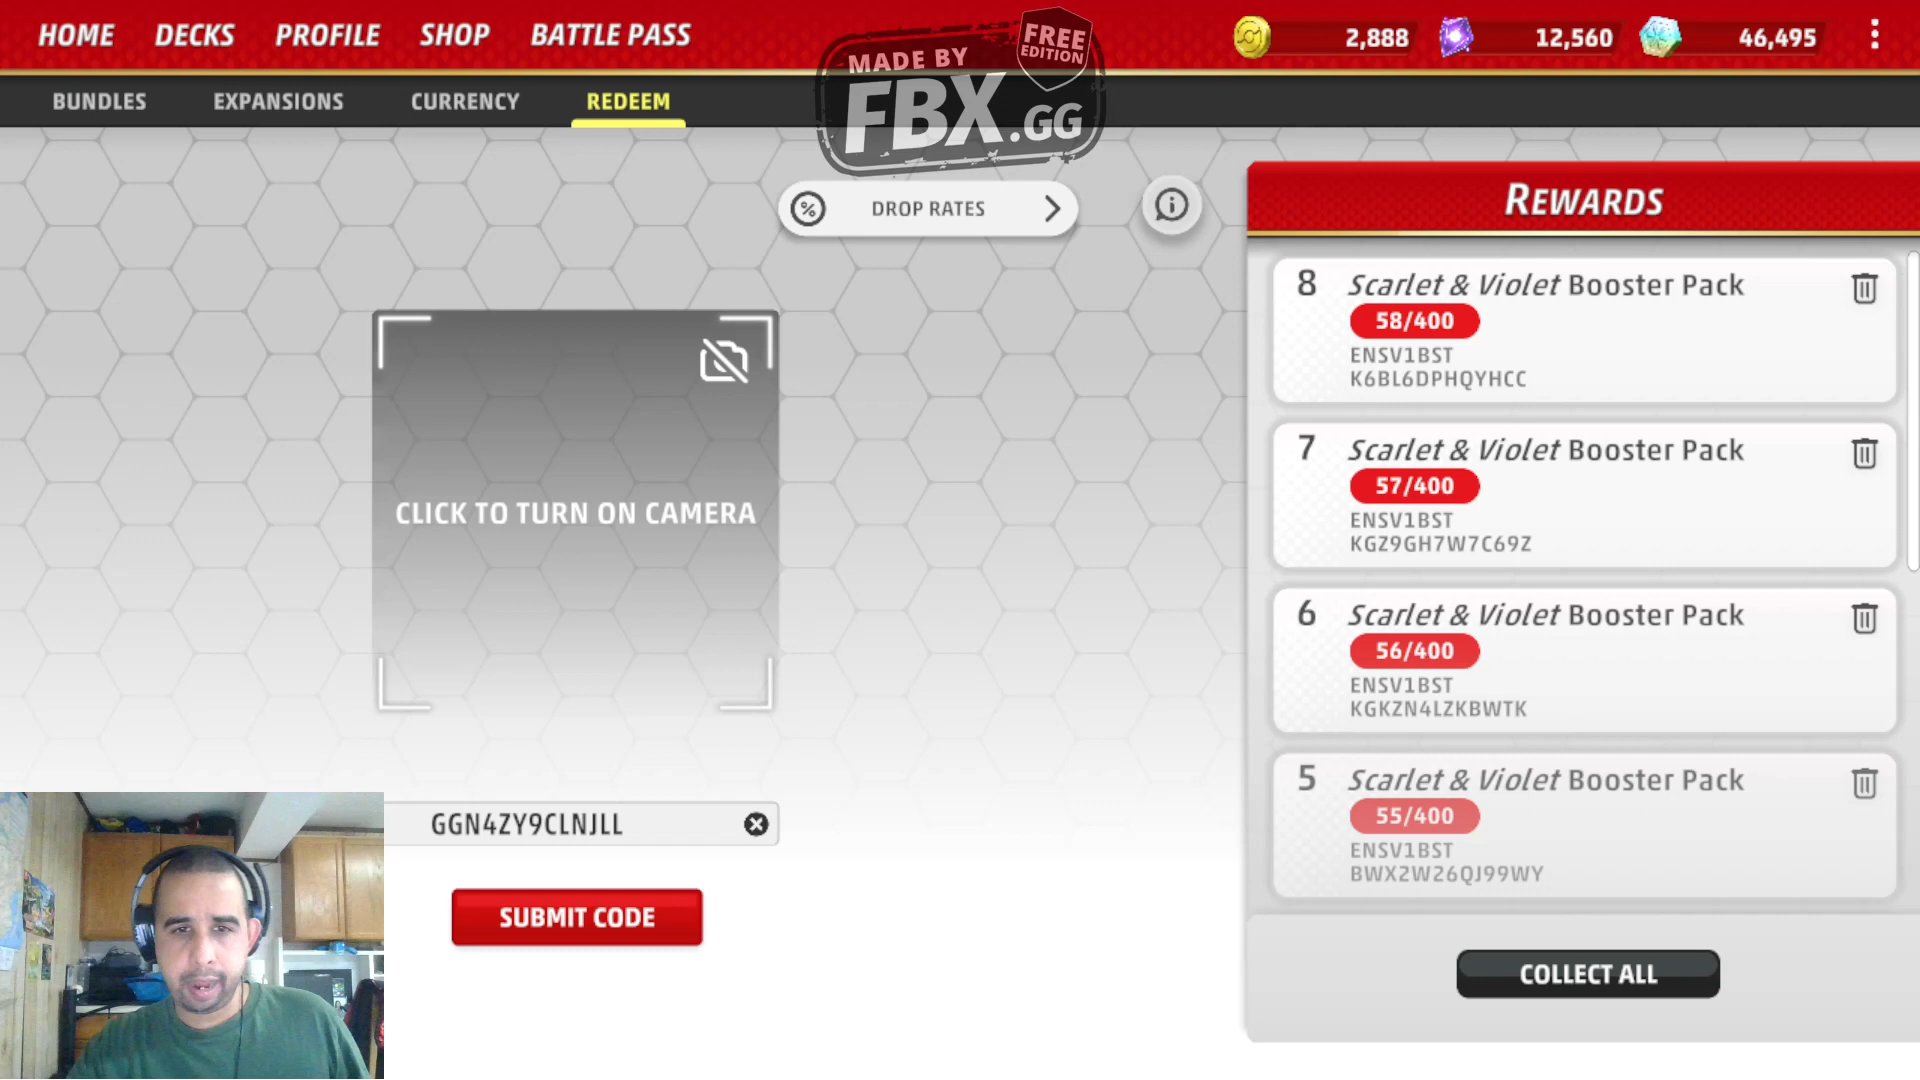 HOME DECKS PROFILE SHOP BATTLE PASS
MADE BY
FREE
EDITION
FBX.GG
2,888 12,560 46,495
BUNDLES EXPANSIONS CURRENCY REDEEM
% DROP RATES
REWARDS
8 Scarlet & Violet Booster Pack
58/400
ENSV1BST
K6BL6DPHQYHCC
7 Scarlet & Violet Booster Pack
57/400
ENSV1BST
KGZ9GH7W7C69Z
6 Scarlet & Violet Booster Pack
56/400
ENSV1BST
KGKZN4LZKBWTK
5 Scarlet & Violet Booster Pack
55/400
ENSV1BST
BWX2W26QJ99WY
CLICK TO TURN ON CAMERA
GGN4ZY9CLNJLL
SUBMIT CODE
COLLECT ALL